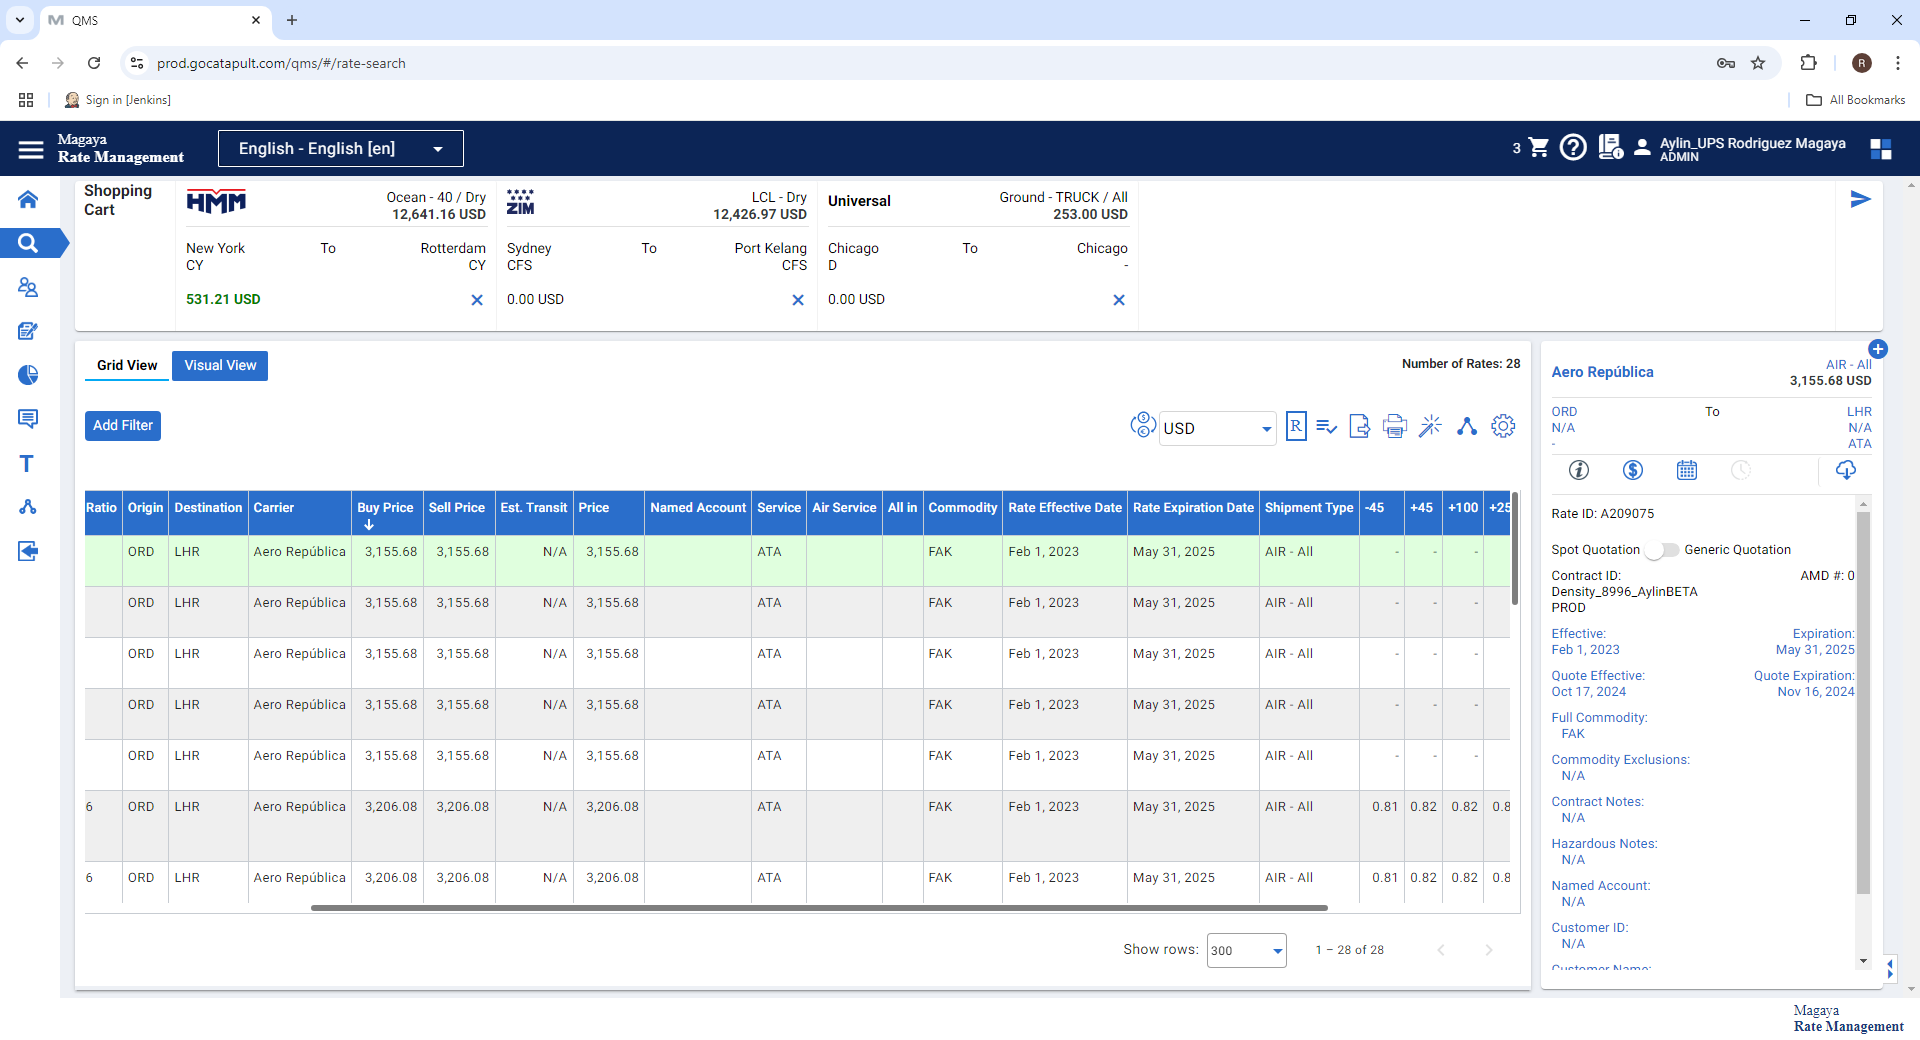 QMS
prod.gocatapult.com/qms/#/rate-search
R
Sign in [Jenkins]
All Bookmarks
Magaya
Rate Management
English - English [en]
3
Aylin_UPS Rodriguez Magaya
ADMIN
Shopping
Cart
HMM
Ocean - 40 / Dry
12,641.16 USD
New York To Rotterdam
CY CY
531.21 USD
ZIM
LCL - Dry
12,426.97 USD
Sydney To Port Kelang
CFS CFS
0.00 USD
Universal
Ground - TRUCK / All
253.00 USD
Chicago To Chicago
D -
0.00 USD
Grid View Visual View
Number of Rates: 28
Add Filter
USD
R
Ratio Origin Destination Carrier Buy Price Sell Price Est. Transit Price Named Account Service Air Service All in Commodity Rate Effective Date Rate Expiration Date Shipment Type -45 +45 +100 +25
ORD LHR Aero República 3,155.68 3,155.68 N/A 3,155.68 ATA FAK Feb 1, 2023 May 31, 2025 AIR - All - - -
ORD LHR Aero República 3,155.68 3,155.68 N/A 3,155.68 ATA FAK Feb 1, 2023 May 31, 2025 AIR - All - - -
ORD LHR Aero República 3,155.68 3,155.68 N/A 3,155.68 ATA FAK Feb 1, 2023 May 31, 2025 AIR - All - - -
ORD LHR Aero República 3,155.68 3,155.68 N/A 3,155.68 ATA FAK Feb 1, 2023 May 31, 2025 AIR - All - - -
ORD LHR Aero República 3,155.68 3,155.68 N/A 3,155.68 ATA FAK Feb 1, 2023 May 31, 2025 AIR - All - - -
6 ORD LHR Aero República 3,206.08 3,206.08 N/A 3,206.08 ATA FAK Feb 1, 2023 May 31, 2025 AIR - All 0.81 0.82 0.82 0.8
6 ORD LHR Aero República 3,206.08 3,206.08 N/A 3,206.08 ATA FAK Feb 1, 2023 May 31, 2025 AIR - All 0.81 0.82 0.82 0.8
Show rows: 300 1 – 28 of 28
Aero República
AIR - All
3,155.68 USD
ORD To LHR
N/A N/A
- ATA
Rate ID: A209075
Spot Quotation Generic Quotation
Contract ID: AMD #: 0
Density_8996_AylinBETA
PROD
Effective: Expiration:
Feb 1, 2023 May 31, 2025
Quote Effective: Quote Expiration:
Oct 17, 2024 Nov 16, 2024
Full Commodity:
FAK
Commodity Exclusions:
N/A
Contract Notes:
N/A
Hazardous Notes:
N/A
Named Account:
N/A
Customer ID:
N/A
Customer Name:
Magaya
Rate Management